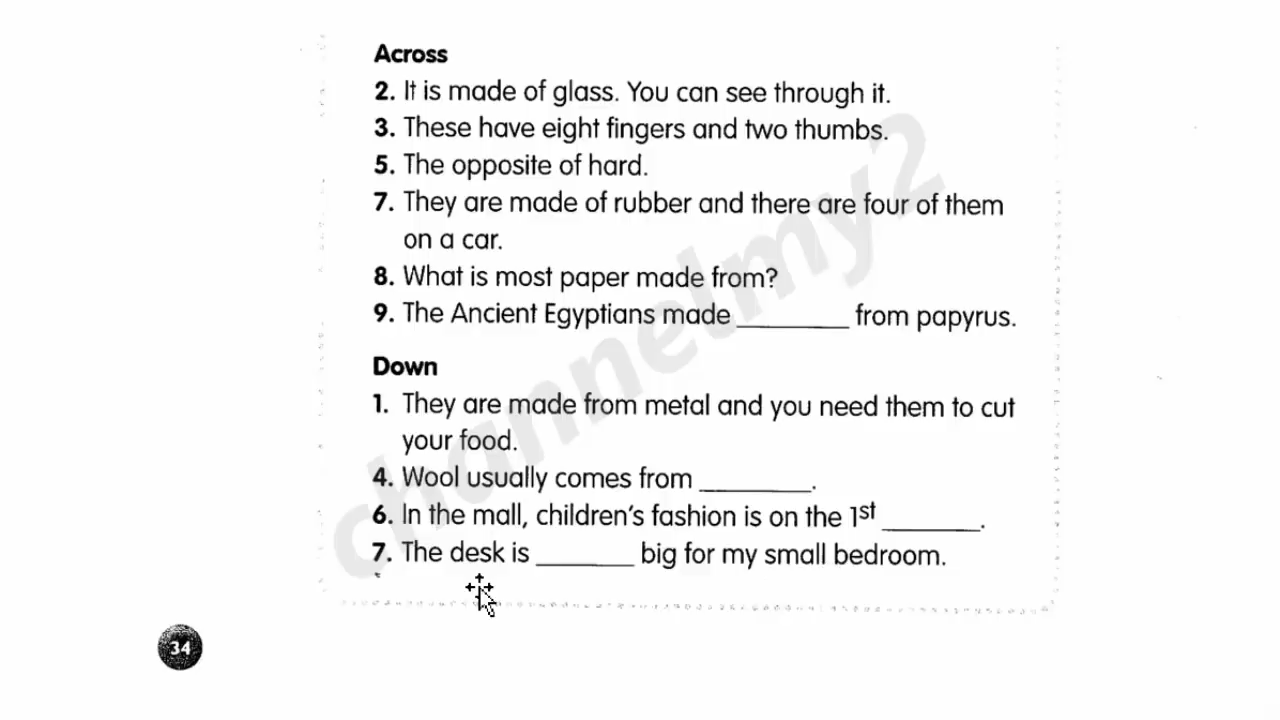 Across
2. It is made of glass. You can see through it.
3. These have eight fingers and two thumbs.
5. The opposite of hard.
7. They are made of rubber and there are four of them
on a car.
8. What is most paper made from?
9. The Ancient Egyptians made ________ from papyrus.
Down
1. They are made from metal and you need them to cut
your food.
4. Wool usually comes from ________.
6. In the mall, children's fashion is on the 1st _______.
7. The desk is _______ big for my small bedroom.
34
channelmy2